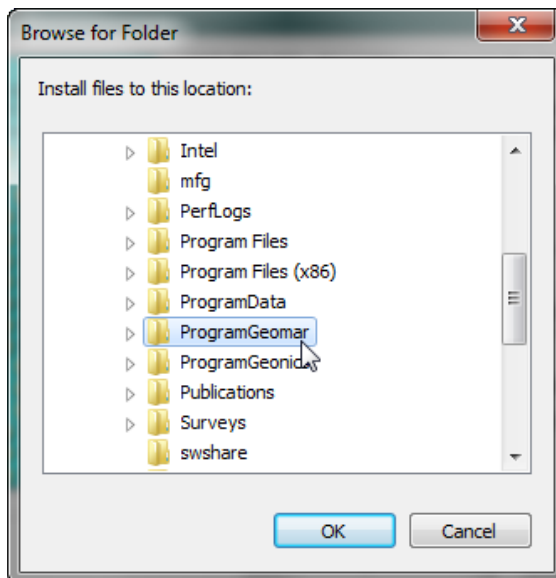 Browse for Folder
Install files to this location:
Intel
mfg
PerfLogs
Program Files
Program Files (x86)
ProgramData
ProgramGeomar
Publications
Surveys
swshare
OK
Cancel